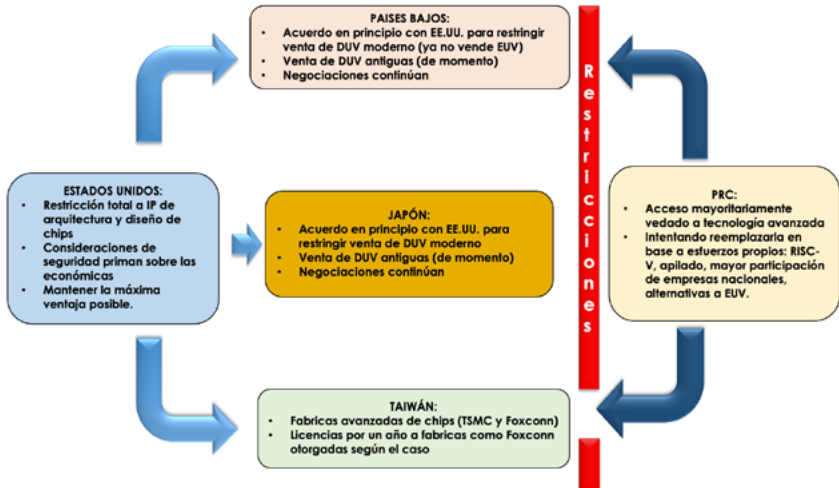 PAISES BAJOS:
• Acuerdo en principio con EE.UU. para restringir
venta de DUV moderno (ya no vende EUV)
• Venta de DUV antiguas (de momento)
• Negociaciones continúan
ESTADOS UNIDOS:
• Restricción total a IP de
arquitectura y diseño de
chips
• Consideraciones de
seguridad priman sobre las
económicas
• Mantener la máxima
ventaja posible.
JAPÓN:
• Acuerdo en principio con EE.UU. para
restringir venta de DUV moderno
• Venta de DUV antiguas (de momento)
• Negociaciones continúan
TAIWÁN:
• Fabricas avanzadas de chips (TSMC y Foxconn)
• Licencias por un año a fabricas como Foxconn
otorgadas según el caso
Restricciones
PRC:
• Acceso mayoritariamente
vedado a tecnología avanzada
• Intentando reemplazarla en
base a esfuerzos propios: RISC-
V, apilado, mayor participación
de empresas nacionales,
alternativas a EUV.